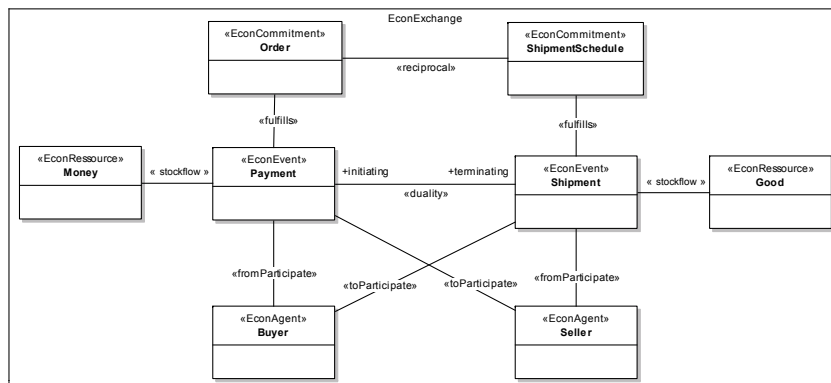 EconExchange
«EconCommitment»
Order
«EconCommitment»
ShipmentSchedule
«reciprocal»
«fulfills»
«fulfills»
«EconRessource»
Money
« stockflow »
«EconEvent»
Payment
+initiating
+terminating
«duality»
«EconEvent»
Shipment
« stockflow »
«EconRessource»
Good
«fromParticipate»
«toParticipate»
«toParticipate»
«fromParticipate»
«EconAgent»
Buyer
«EconAgent»
Seller